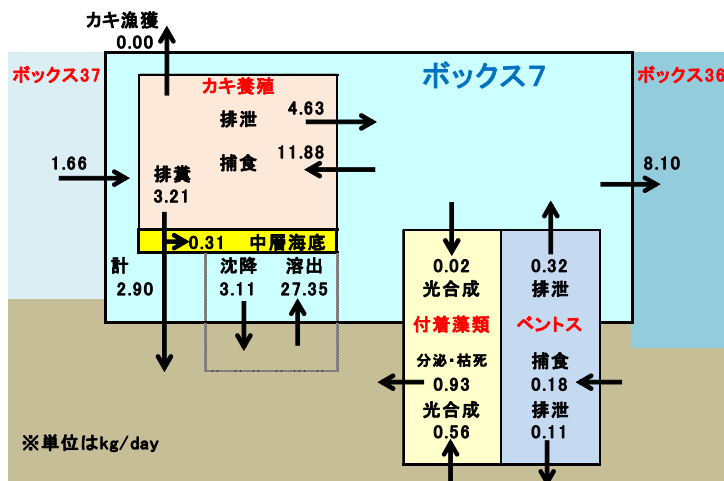 カキ漁獲
0.00
ボックス37
カキ養殖
ボックス7
ボックス36
排泄 4.63
捕食 11.88
1.66
排糞
3.21
8.10
0.31 中層海底
計
2.90
沈降
3.11
溶出
27.35
0.02
光合成
0.32
排泄
付着藻類
ベントス
分泌・枯死
0.93
光合成
0.56
捕食
0.18
排泄
0.11
※単位はkg/day